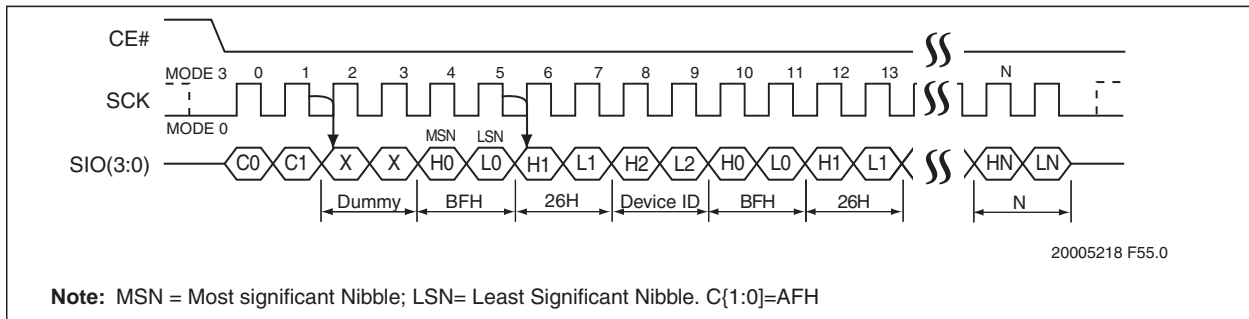 CE#
MODE 3 0 1 2 3 4 5 6 7 8 9 10 11 12 13 N
SCK
MODE 0
MSN LSN
SIO(3:0) C0 C1 X X H0 L0 H1 L1 H2 L2 H0 L0 H1 L1 HN LN
Dummy BFH 26H Device ID BFH 26H N
20005218 F55.0
Note: MSN = Most significant Nibble; LSN= Least Significant Nibble. C{1:0]=AFH